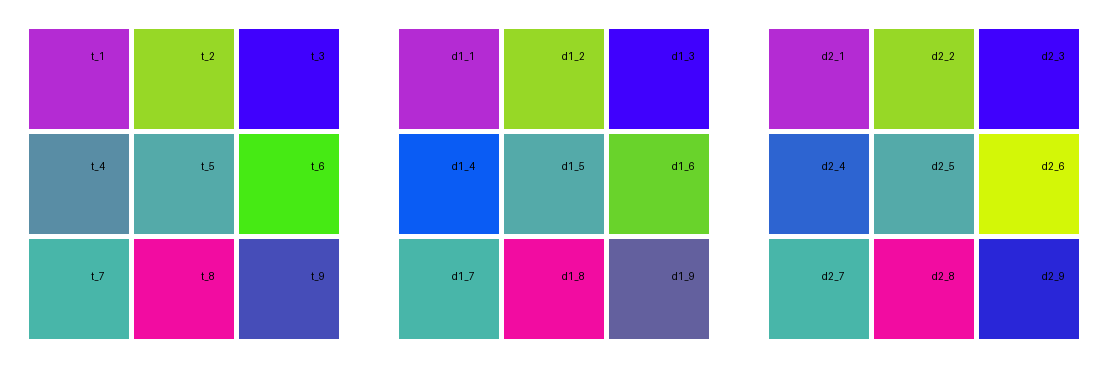 t_1 t_2 t_3 d1_1 d1_2 d1_3 d2_1 d2_2 d2_3
t_4 t_5 t_6 d1_4 d1_5 d1_6 d2_4 d2_5 d2_6
t_7 t_8 t_9 d1_7 d1_8 d1_9 d2_7 d2_8 d2_9